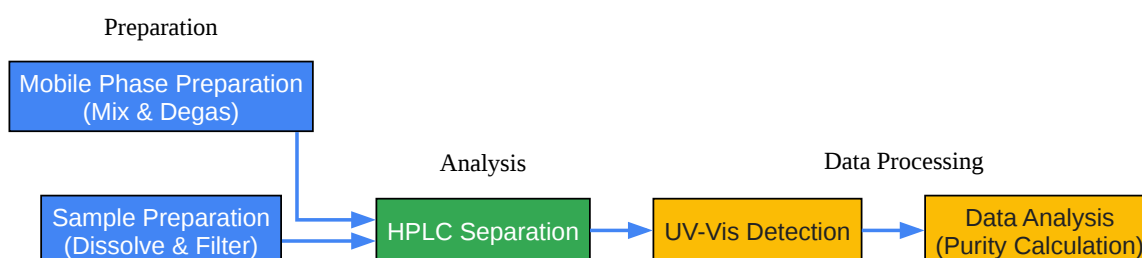 Preparation
Mobile Phase Preparation
(Mix & Degas)
Analysis
Data Processing
Sample Preparation
(Dissolve & Filter)
HPLC Separation
UV-Vis Detection
Data Analysis
(Purity Calculation)